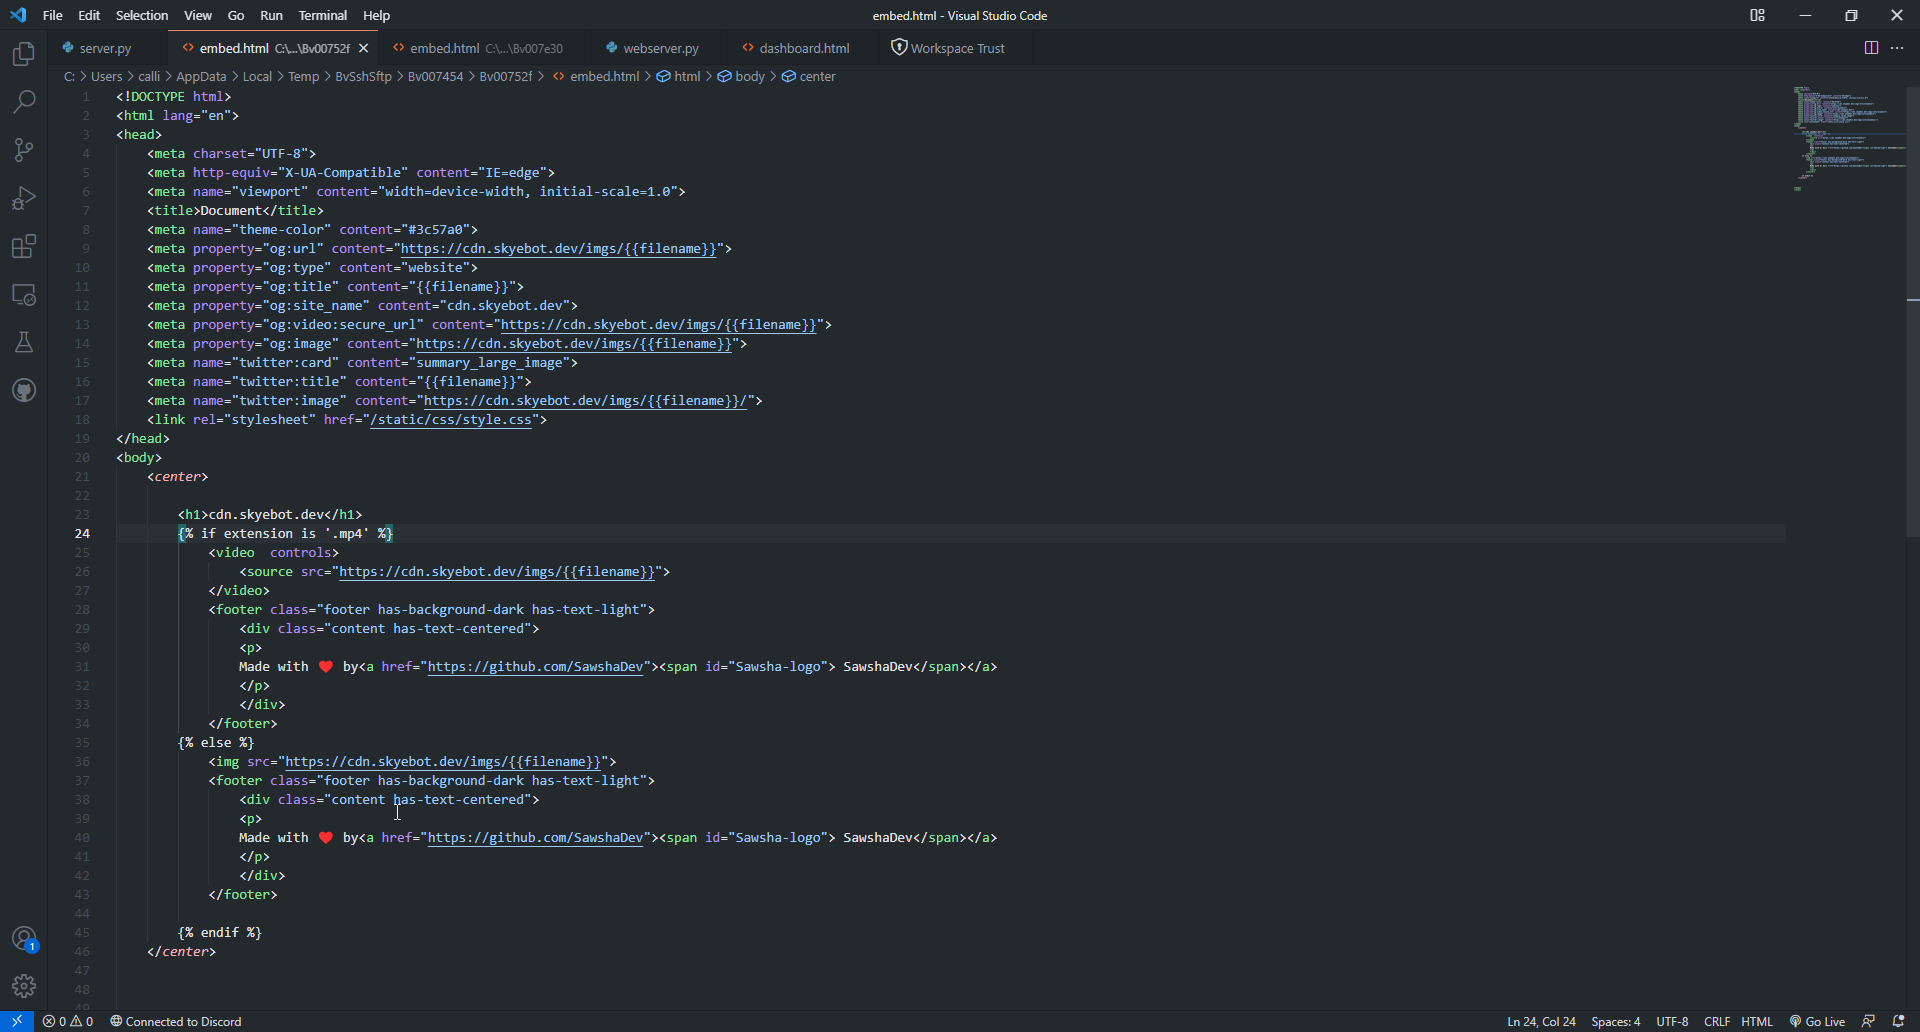 File Edit Selection View Go Run Terminal Help
embed.html - Visual Studio Code
server.py
embed.html C:\...\Bv00752f
embed.html C:\...\Bv007e30
webserver.py
dashboard.html
Workspace Trust
C: > Users > calli > AppData > Local > Temp > BvSshSftp > Bv007454 > Bv00752f > embed.html > html > body > center
1 <!DOCTYPE html>
2 <html lang="en">
3 <head>
4 <meta charset="UTF-8">
5 <meta http-equiv="X-UA-Compatible" content="IE=edge">
6 <meta name="viewport" content="width=device-width, initial-scale=1.0">
7 <title>Document</title>
8 <meta name="theme-color" content="#3c57a0">
9 <meta property="og:url" content="https://cdn.skyebot.dev/imgs/{{filename}}">
10 <meta property="og:type" content="website">
11 <meta property="og:title" content="{{filename}}">
12 <meta property="og:site_name" content="cdn.skyebot.dev">
13 <meta property="og:video:secure_url" content="https://cdn.skyebot.dev/imgs/{{filename}}">
14 <meta property="og:image" content="https://cdn.skyebot.dev/imgs/{{filename}}">
15 <meta name="twitter:card" content="summary_large_image">
16 <meta name="twitter:title" content="{{filename}}">
17 <meta name="twitter:image" content="https://cdn.skyebot.dev/imgs/{{filename}}/">
18 <link rel="stylesheet" href="/static/css/style.css">
19 </head>
20 <body>
21 <center>
22
23 <h1>cdn.skyebot.dev</h1>
24 {% if extension is '.mp4' %}
25 <video  controls>
26 <source src="https://cdn.skyebot.dev/imgs/{{filename}}">
27 </video>
28 <footer class="footer has-background-dark has-text-light">
29 <div class="content has-text-centered">
30 <p>
31 Made with ❤️ by<a href="https://github.com/SawshaDev"><span id="Sawsha-logo"> SawshaDev</span></a>
32 </p>
33 </div>
34 </footer>
35 {% else %}
36 <img src="https://cdn.skyebot.dev/imgs/{{filename}}">
37 <footer class="footer has-background-dark has-text-light">
38 <div class="content has-text-centered">
39 <p>
40 Made with ❤️ by<a href="https://github.com/SawshaDev"><span id="Sawsha-logo"> SawshaDev</span></a>
41 </p>
42 </div>
43 </footer>
44
45 {% endif %}
46 </center>
47
48
49
1
0 0 Connected to Discord
Ln 24, Col 24 Spaces: 4 UTF-8 CRLF HTML Go Live